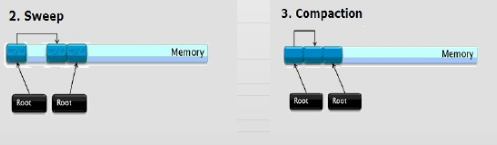 2. Sweep
Memory
Root
Root
3. Compaction
Memory
Root
Root